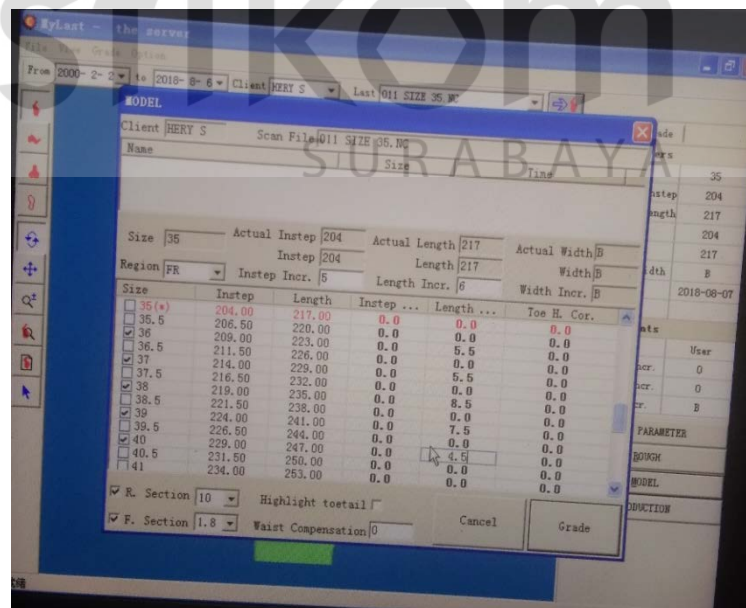 MyLast - the server
File View Grade Option
From 2000- 2- 2 to 2018- 8- 6 Client HERY S Last 011 SIZE 35.NC
MODEL
Client HERY S Scan File 011 SIZE 35.NC
Name Size Time
SURABAYA
35
204
217
204
217
B
2018-08-07
User
0
0
B
PARAMETER
ROUGH
MODEL
Size 35 Actual Instep 204 Actual Length 217 Actual Width B
Instep 204 Length 217 Width B
Region FR Instep Incr. 5 Length Incr. 6 Width Incr. B
Size Instep Length Instep ... Length ... Toe H. Cor.
35(*) 204.00 217.00 0.0 0.0 0.0
35.5 206.50 220.00 0.0 0.0 0.0
36 209.00 223.00 0.0 5.5 0.0
36.5 211.50 226.00 0.0 0.0 0.0
37 214.00 229.00 0.0 5.5 0.0
37.5 216.50 232.00 0.0 0.0 0.0
38 219.00 235.00 0.0 8.5 0.0
38.5 221.50 238.00 0.0 0.0 0.0
39 224.00 241.00 0.0 7.5 0.0
39.5 226.50 244.00 0.0 0.0 0.0
40 229.00 247.00 0.0 4.5 0.0
40.5 231.50 250.00 0.0 0.0 0.0
41 234.00 253.00 0.0 0.0 0.0
R. Section 10 Highlight toetail
F. Section 1.8 Waist Compensation 0 Cancel Grade